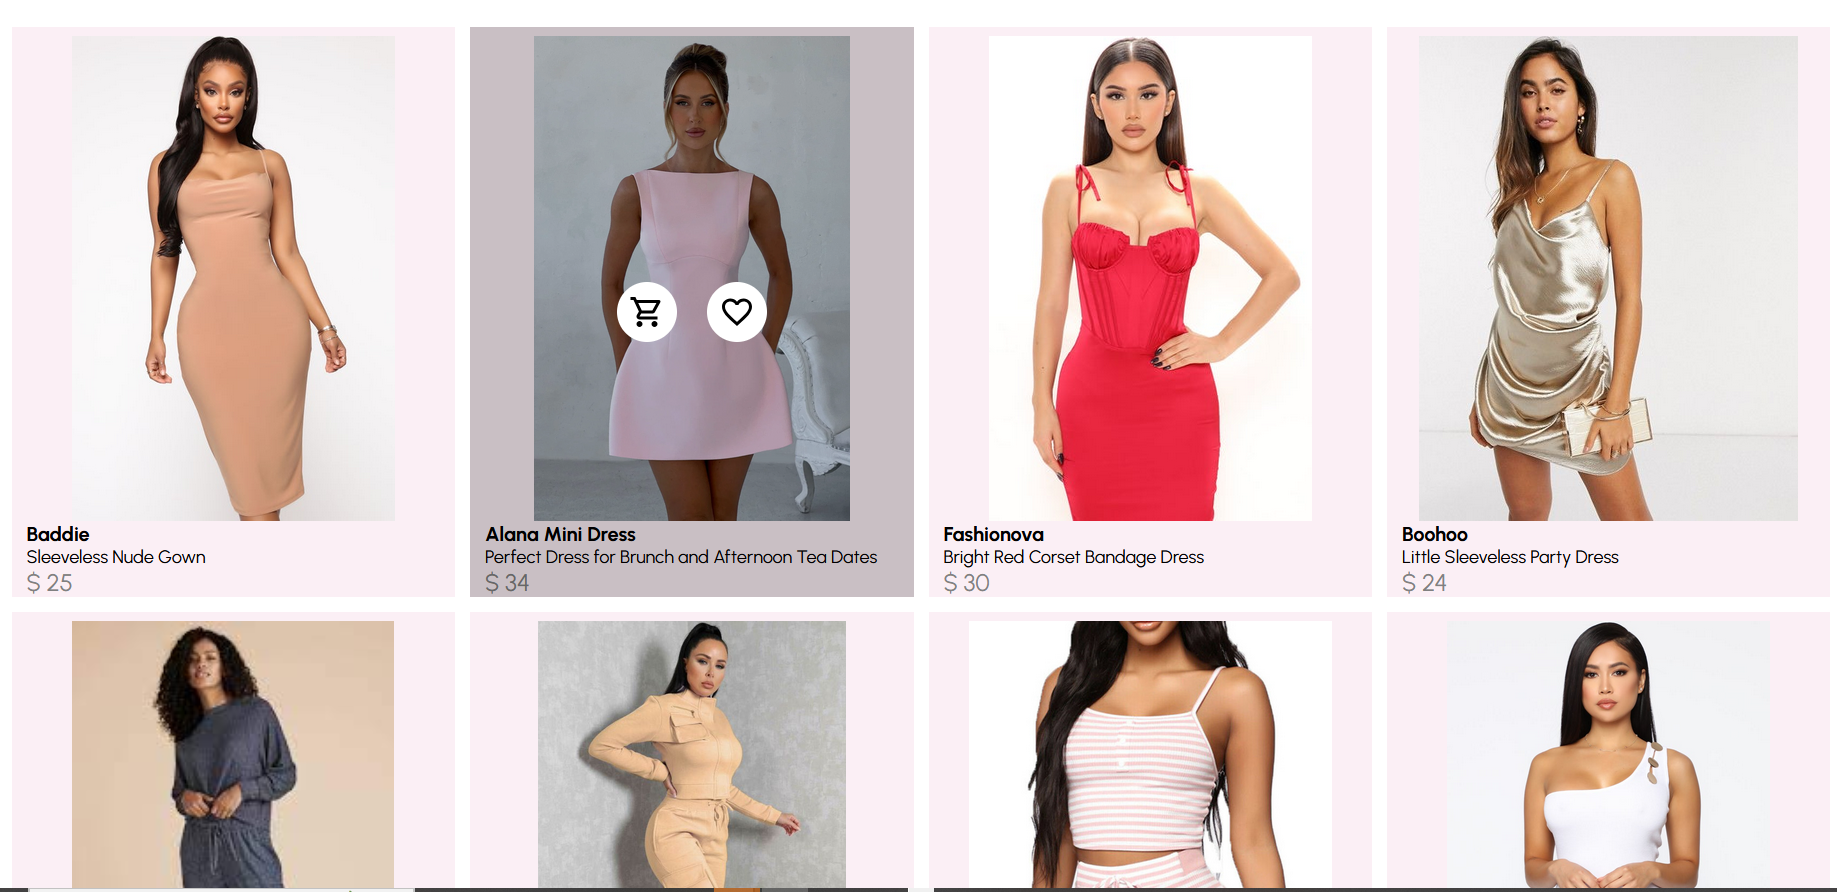 Baddie
Sleeveless Nude Gown
$ 25
Alana Mini Dress
Perfect Dress for Brunch and Afternoon Tea Dates
$ 34
Fashionova
Bright Red Corset Bandage Dress
$ 30
Boohoo
Little Sleeveless Party Dress
$ 24